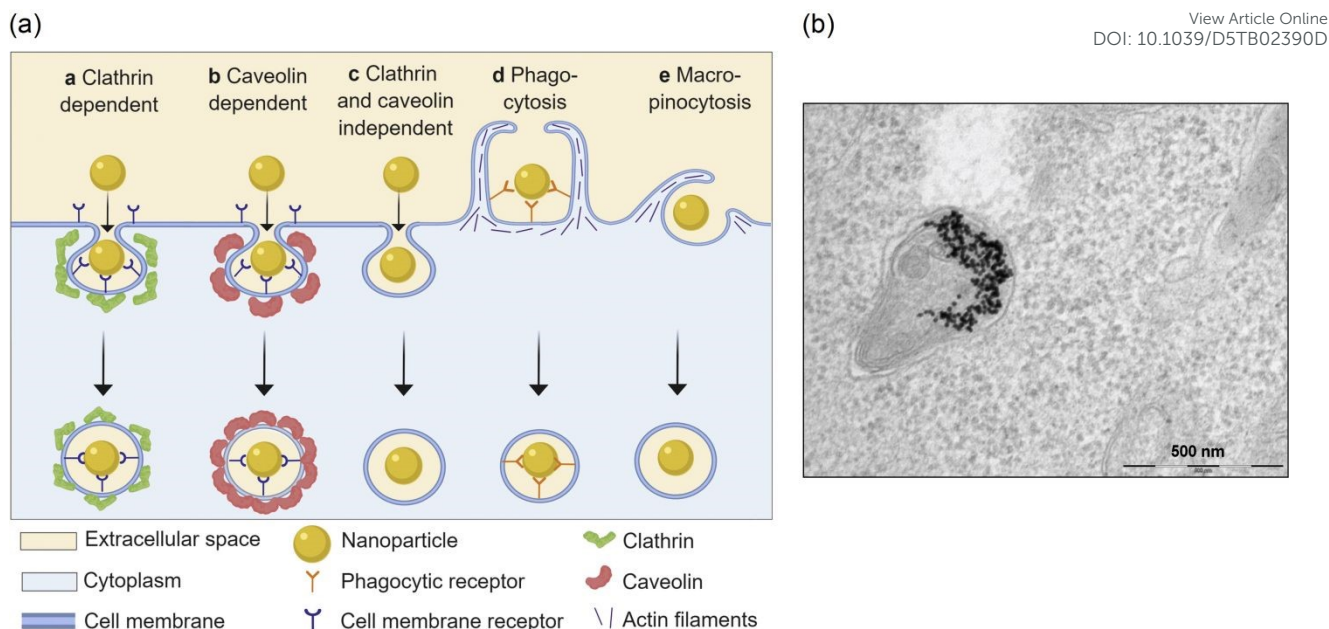 (a)
(b)
View Article Online
DOI: 10.1039/D5TB02390D
a Clathrin
dependent
b Caveolin
dependent
c Clathrin
and caveolin
independent
d Phago-
cytosis
e Macro-
pinocytosis
500 nm
Extracellular space
Nanoparticle
Clathrin
Cytoplasm
Phagocytic receptor
Caveolin
Cell membrane
Cell membrane receptor
Actin filaments